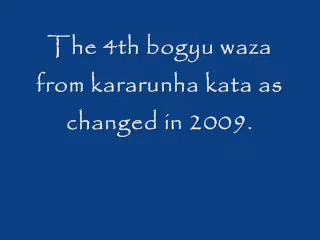 The 4th bogyu waza
from kararunha kata as
changed in 2009.